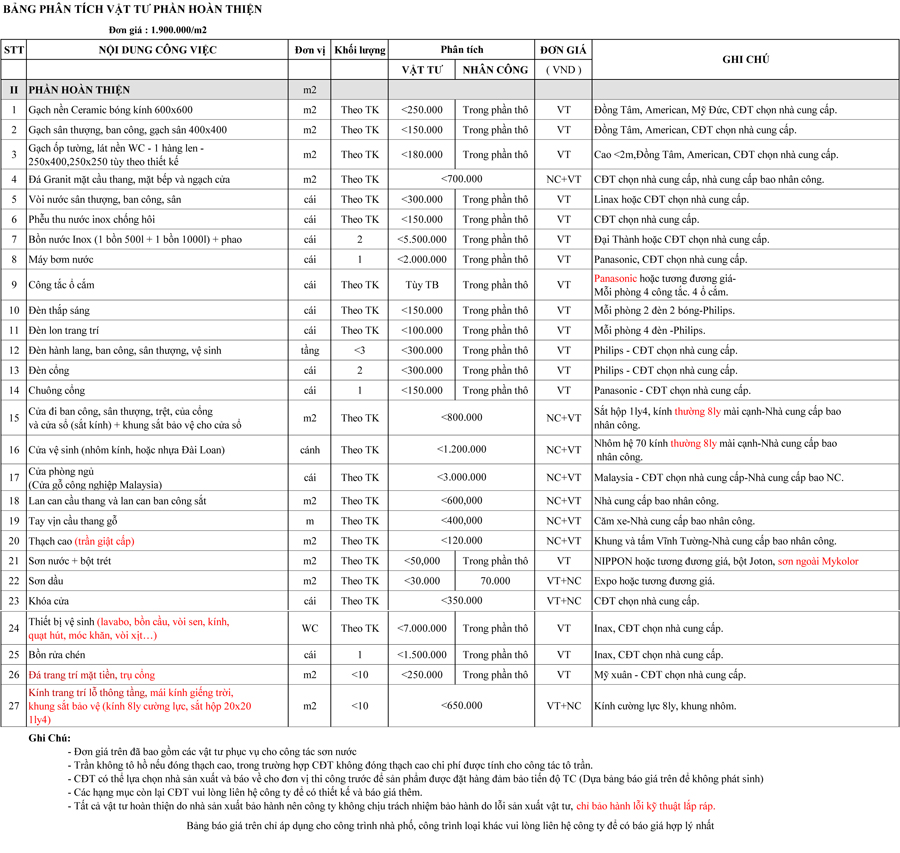 BẢNG PHÂN TÍCH VẬT TƯ PHẦN HOÀN THIỆN
Đơn giá : 1.900.000/m2
STT NỘI DUNG CÔNG VIỆC Đơn vị Khối lượng Phân tích ĐƠN GIÁ GHI CHÚ
VẬT TƯ NHÂN CÔNG ( VND )
II PHẦN HOÀN THIỆN m2
1 Gạch nền Ceramic bóng kính 600x600 m2 Theo TK <250.000 Trong phần thô VT Đồng Tâm, American, Mỹ Đức, CĐT chọn nhà cung cấp.
2 Gạch sân thượng, ban công, gạch sân 400x400 m2 Theo TK <150.000 Trong phần thô VT Đồng Tâm, American, CĐT chọn nhà cung cấp.
3 Gạch ốp tường, lát nền WC - 1 hàng len -
250x400,250x250 tùy theo thiết kế m2 Theo TK <180.000 Trong phần thô VT Cao <2m,Đồng Tâm, American, CĐT chọn nhà cung cấp.
4 Đá Granit mặt cầu thang, mặt bếp và ngạch cửa m2 Theo TK <700.000 NC+VT CĐT chọn nhà cung cấp, nhà cung cấp bao nhân công.
5 Vòi nước sân thượng, ban công, sân cái Theo TK <300.000 Trong phần thô VT Linax hoặc CĐT chọn nhà cung cấp.
6 Phễu thu nước inox chống hôi cái Theo TK <150.000 Trong phần thô VT CĐT chọn nhà cung cấp.
7 Bồn nước Inox (1 bồn 500l + 1 bồn 1000l) + phao cái 2 <5.500.000 Trong phần thô VT Đại Thành hoặc CĐT chọn nhà cung cấp.
8 Máy bơm nước cái 1 <2.000.000 Trong phần thô VT Panasonic, CĐT chọn nhà cung cấp.
9 Công tắc ổ cắm cái Theo TK Tùy TB Trong phần thô VT Panasonic hoặc tương đương giá-
Mỗi phòng 4 công tắc. 4 ổ cắm.
10 Đèn thắp sáng cái Theo TK <150.000 Trong phần thô VT Mỗi phòng 2 đèn 2 bóng-Philips.
11 Đèn lon trang trí cái Theo TK <100.000 Trong phần thô VT Mỗi phòng 4 đèn -Philips.
12 Đèn hành lang, ban công, sân thượng, vệ sinh tầng <3 <300.000 Trong phần thô VT Philips - CĐT chọn nhà cung cấp.
13 Đèn cổng cái 2 <300.000 Trong phần thô VT Philips - CĐT chọn nhà cung cấp.
14 Chuông cổng cái 1 <150.000 Trong phần thô VT Panasonic - CĐT chọn nhà cung cấp.
15 Cửa đi ban công, sân thượng, trệt, của cổng
và cửa sổ (sắt kính) + khung sắt bảo vệ cho cửa sổ m2 Theo TK <800.000 NC+VT Sắt hộp 1ly4, kính thường 8ly mài cạnh-Nhà cung cấp bao
nhân công.
16 Cửa vệ sinh (nhôm kính, hoặc nhựa Đài Loan) cánh Theo TK <1.200.000 NC+VT Nhôm hệ 70 kính thường 8ly mài cạnh-Nhà cung cấp bao
nhân công.
17 Cửa phòng ngủ
(Cửa gỗ công nghiệp Malaysia) cái Theo TK <3.000.000 NC+VT Malaysia - CĐT chọn nhà cung cấp-Nhà cung cấp bao NC.
18 Lan can cầu thang và lan can ban công sắt m2 Theo TK <600,000 NC+VT Nhà cung cấp bao nhân công.
19 Tay vịn cầu thang gỗ m Theo TK <400,000 NC+VT Căm xe-Nhà cung cấp bao nhân công.
20 Thạch cao (trần giật cấp) m2 Theo TK <120.000 NC+VT Khung và tấm Vĩnh Tường-Nhà cung cấp bao nhân công.
21 Sơn nước + bột trét m2 Theo TK <50,000 Trong phần thô VT NIPPON hoặc tương đương giá, bột Joton, sơn ngoài Mykolor
22 Sơn dầu m2 Theo TK <30.000 70.000 VT+NC Expo hoặc tương đương giá.
23 Khóa cửa cái Theo TK <350.000 VT+NC CĐT chọn nhà cung cấp.
24 Thiết bị vệ sinh (lavabo, bồn cầu, vòi sen, kính,
quạt hút, móc khăn, vòi xịt…) WC Theo TK <7.000.000 Trong phần thô VT Inax, CĐT chọn nhà cung cấp.
25 Bồn rửa chén cái 1 <1.500.000 Trong phần thô VT Inax, CĐT chọn nhà cung cấp.
26 Đá trang trí mặt tiền, trụ cổng m2 <10 <250.000 Trong phần thô VT Mỹ xuân - CĐT chọn nhà cung cấp.
27 Kính trang trí lỗ thông tầng, mái kính giếng trời,
khung sắt bảo vệ (kính 8ly cường lực, sắt hộp 20x20
1ly4) m2 <10 <650.000 VT+NC Kính cường lực 8ly, khung nhôm.
Ghi Chú:
- Đơn giá trên đã bao gồm các vật tư phục vụ cho công tác sơn nước
- Trần không tô hồ nếu đóng thạch cao, trong trường hợp CĐT không đóng thạch cao chi phí được tính cho công tác tô trần.
- CĐT có thể lựa chọn nhà sản xuất và báo về cho đơn vị thi công trước để sản phẩm được đặt hàng đảm bảo tiến độ TC (Dựa bảng báo giá trên để không phát sinh)
- Các hạng mục còn lại CĐT vui lòng liên hệ công ty để có thiết kế và báo giá thêm.
- Tất cả vật tư hoàn thiện do nhà sản xuất bảo hành nên công ty không chịu trách nhiệm bảo hành do lỗi sản xuất vật tư, chỉ bảo hành lỗi kỹ thuật lắp ráp.
Bảng báo giá trên chỉ áp dụng cho công trình nhà phố, công trình loại khác vui lòng liên hệ công ty để có báo giá hợp lý nhất